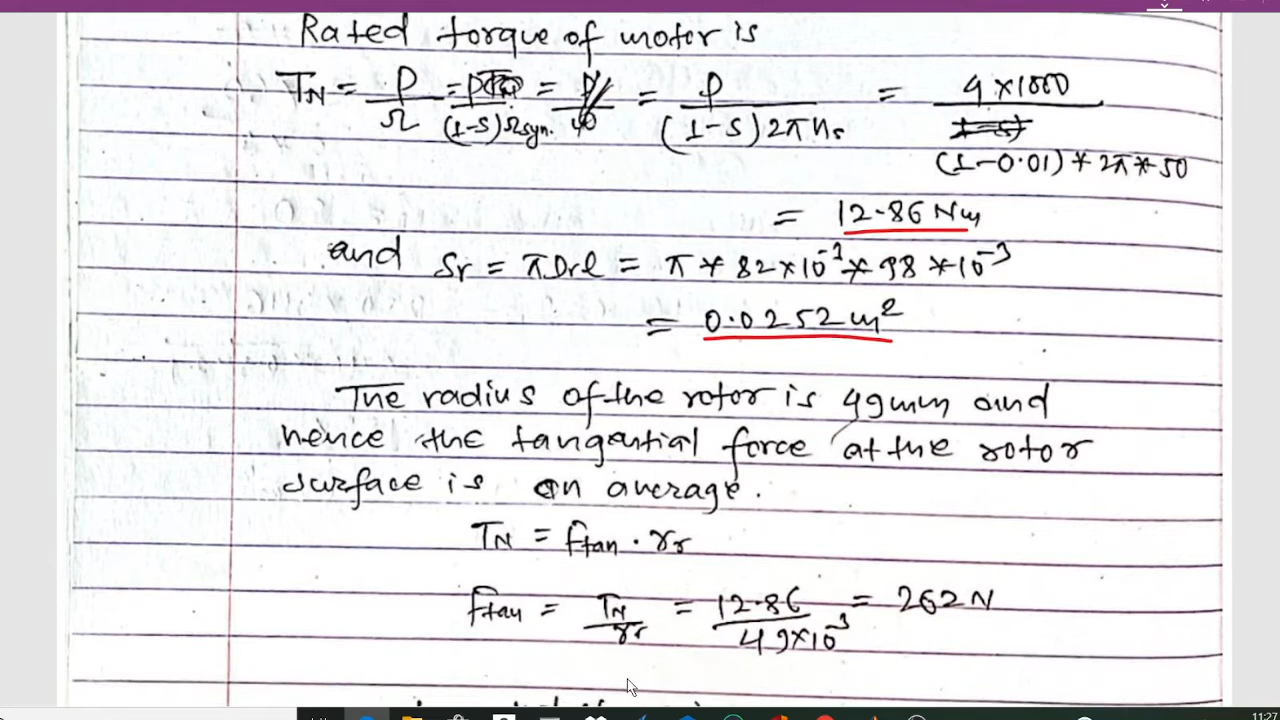 Rated torque of motor is
TN = P/Ω = P/(1-S)Ωsyn. = P/(1-S)2πns = 4×1000/(1-0.01)*2π*50
= 12.86 Nm
and Sr = πDrl = π * 82×10⁻³ * 98 * 10⁻³
= 0.0252 m²
The radius of the rotor is 49mm and
hence the tangential force at the rotor
surface is on average.
TN = ftan · rr
ftan = TN/rr = 12.86/49×10⁻³ = 262 N
11:27